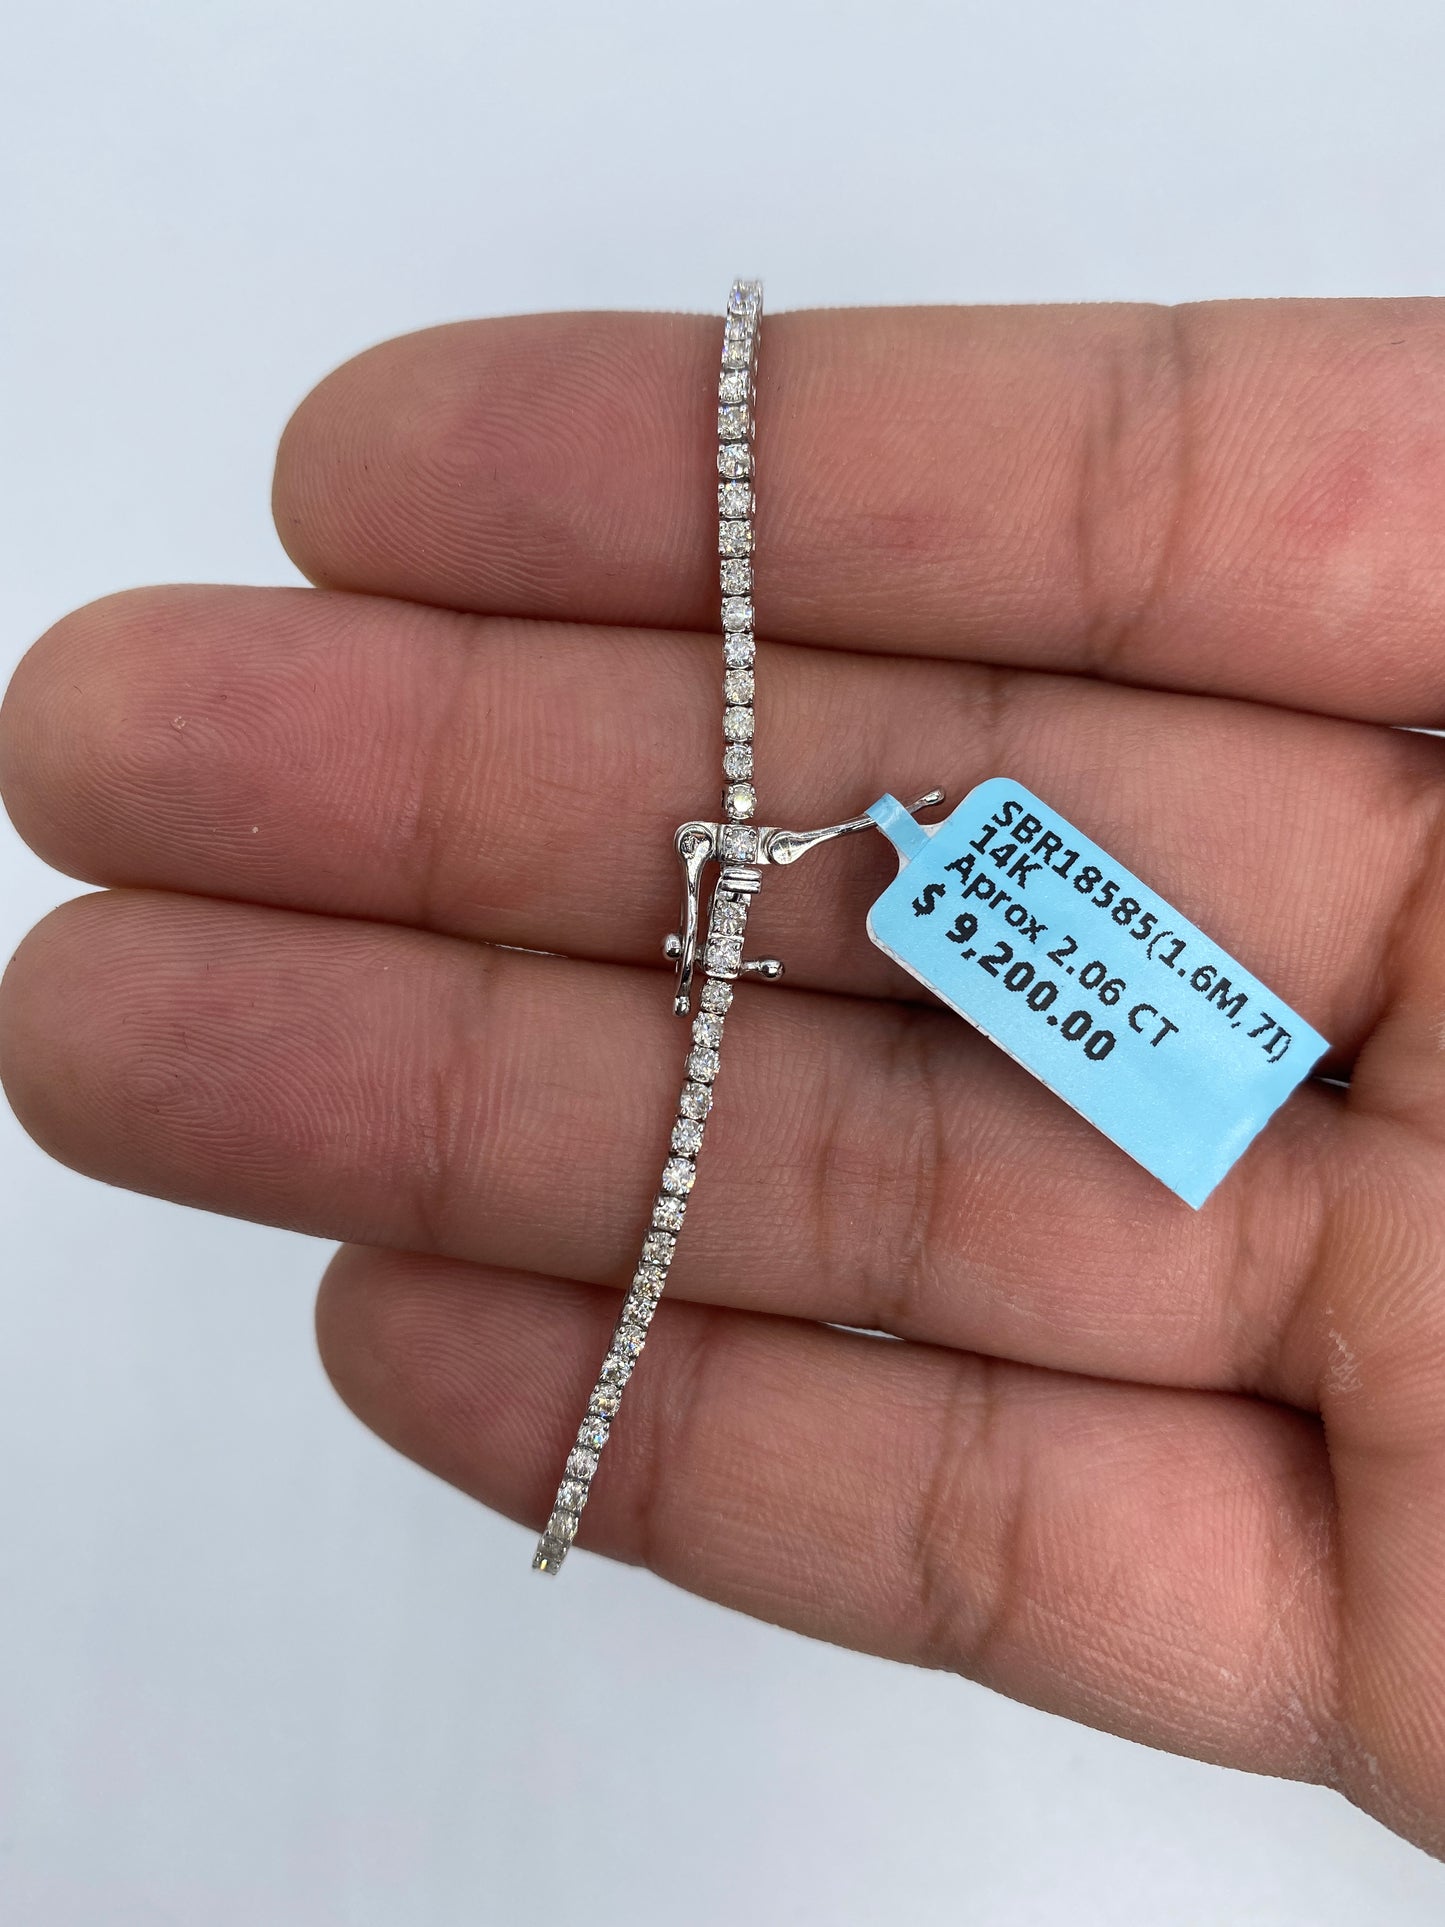 SBR18585(1.6M,7I)
14K
Aprox 2.06 CT
$ 9,200.00